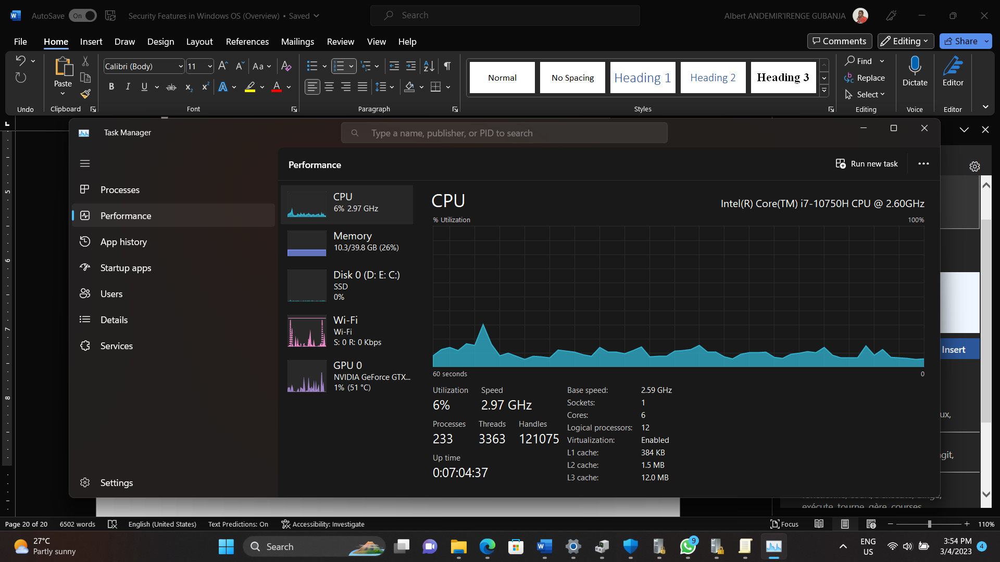 AutoSave On Security Features in Windows OS (Overview) • Saved Search Albert ANDEMIR'IRENGE GUBANJA
File Home Insert Draw Design Layout References Mailings Review View Help Comments Editing Share
Paste
Calibri (Body) 11 Aa
B I U ab x₂ x² A A
Normal No Spacing Heading 1 Heading 2 Heading 3
Find
Replace
Select
Dictate
Editor
Undo Clipboard Font Paragraph Styles Editing Voice Editor
Task Manager
Type a name, publisher, or PID to search
Performance
Run new task
Processes
Performance
App history
Startup apps
Users
Details
Services
Settings
CPU
6% 2.97 GHz
Memory
10.3/39.8 GB (26%)
Disk 0 (D: E: C:)
SSD
0%
Wi-Fi
Wi-Fi
S: 0 R: 0 Kbps
GPU 0
NVIDIA GeForce GTX...
1% (51 °C)
CPU Intel(R) Core(TM) i7-10750H CPU @ 2.60GHz
% Utilization 100%
60 seconds 0
Utilization Speed
6% 2.97 GHz
Processes Threads Handles
233 3363 121075
Up time
0:07:04:37
Base speed: 2.59 GHz
Sockets: 1
Cores: 6
Logical processors: 12
Virtualization: Enabled
L1 cache: 384 KB
L2 cache: 1.5 MB
L3 cache: 12.0 MB
5
6
7
8
Insert
ux,
git,
exécute, tourne, gère, courses
Page 20 of 20 6502 words English (United States) Text Predictions: On Accessibility: Investigate Focus 110%
27°C
Partly sunny
Search
9
ENG
US
3:54 PM
3/4/2023
4